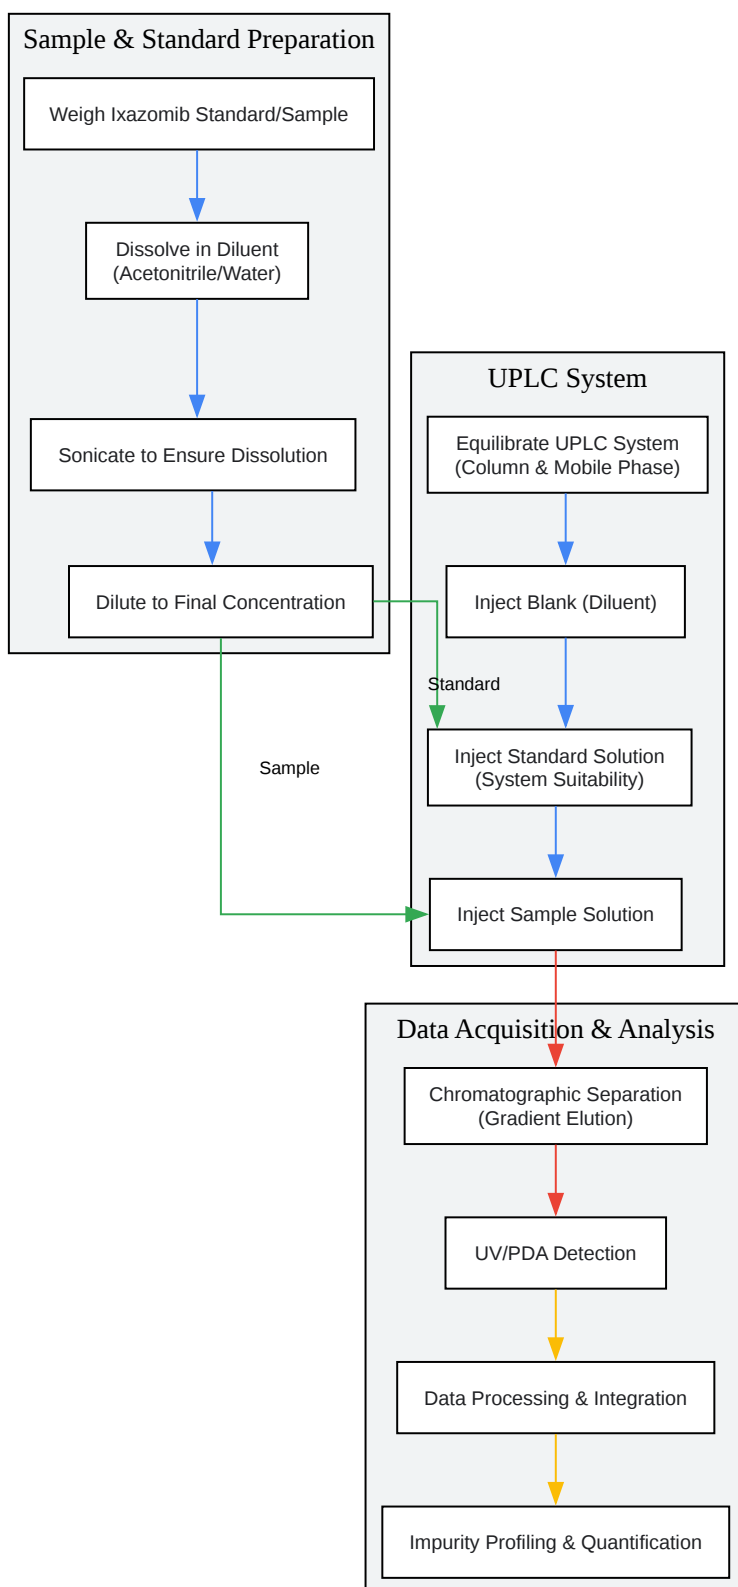 Sample & Standard Preparation
Weigh Ixazomib Standard/Sample
Dissolve in Diluent
(Acetonitrile/Water)
Sonicate to Ensure Dissolution
Dilute to Final Concentration
Sample
Standard
UPLC System
Equilibrate UPLC System
(Column & Mobile Phase)
Inject Blank (Diluent)
Inject Standard Solution
(System Suitability)
Inject Sample Solution
Data Acquisition & Analysis
Chromatographic Separation
(Gradient Elution)
UV/PDA Detection
Data Processing & Integration
Impurity Profiling & Quantification